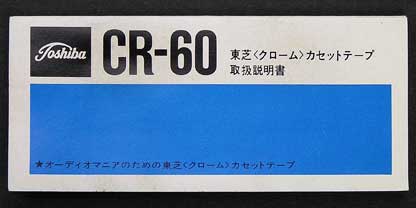 Toshiba
CR-60
東芝〈クローム〉カセットテープ
取扱説明書
★オーディオマニアのための東芝〈クローム〉カセットテープ